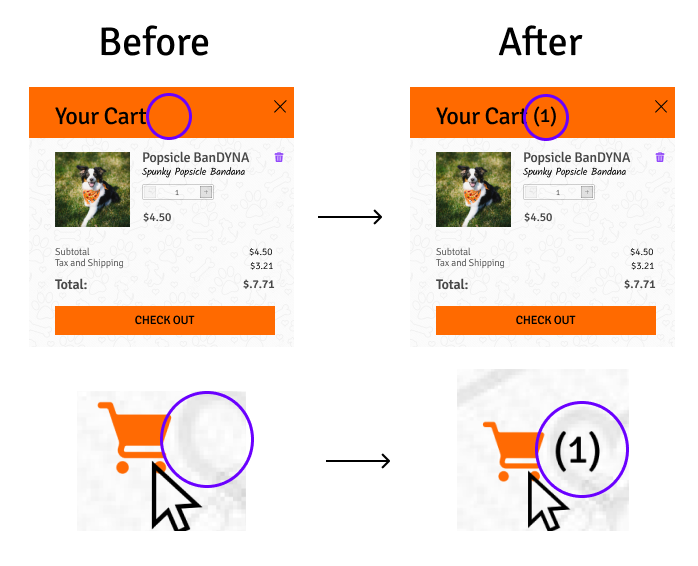 Before
After
Your Cart
Popsicle BanDYNA
Spunky Popsicle Bandana
1
$4.50
Subtotal $4.50
Tax and Shipping $3.21
Total: $.7.71
CHECK OUT
Your Cart (1)
Popsicle BanDYNA
Spunky Popsicle Bandana
1
$4.50
Subtotal $4.50
Tax and Shipping $3.21
Total: $.7.71
CHECK OUT
(1)